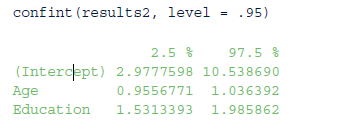 confint(results2, level = .95)
2.5 % 97.5 %
(Intercept) 2.9777598 10.538690
Age 0.9556771 1.036392
Education 1.5313393 1.985862